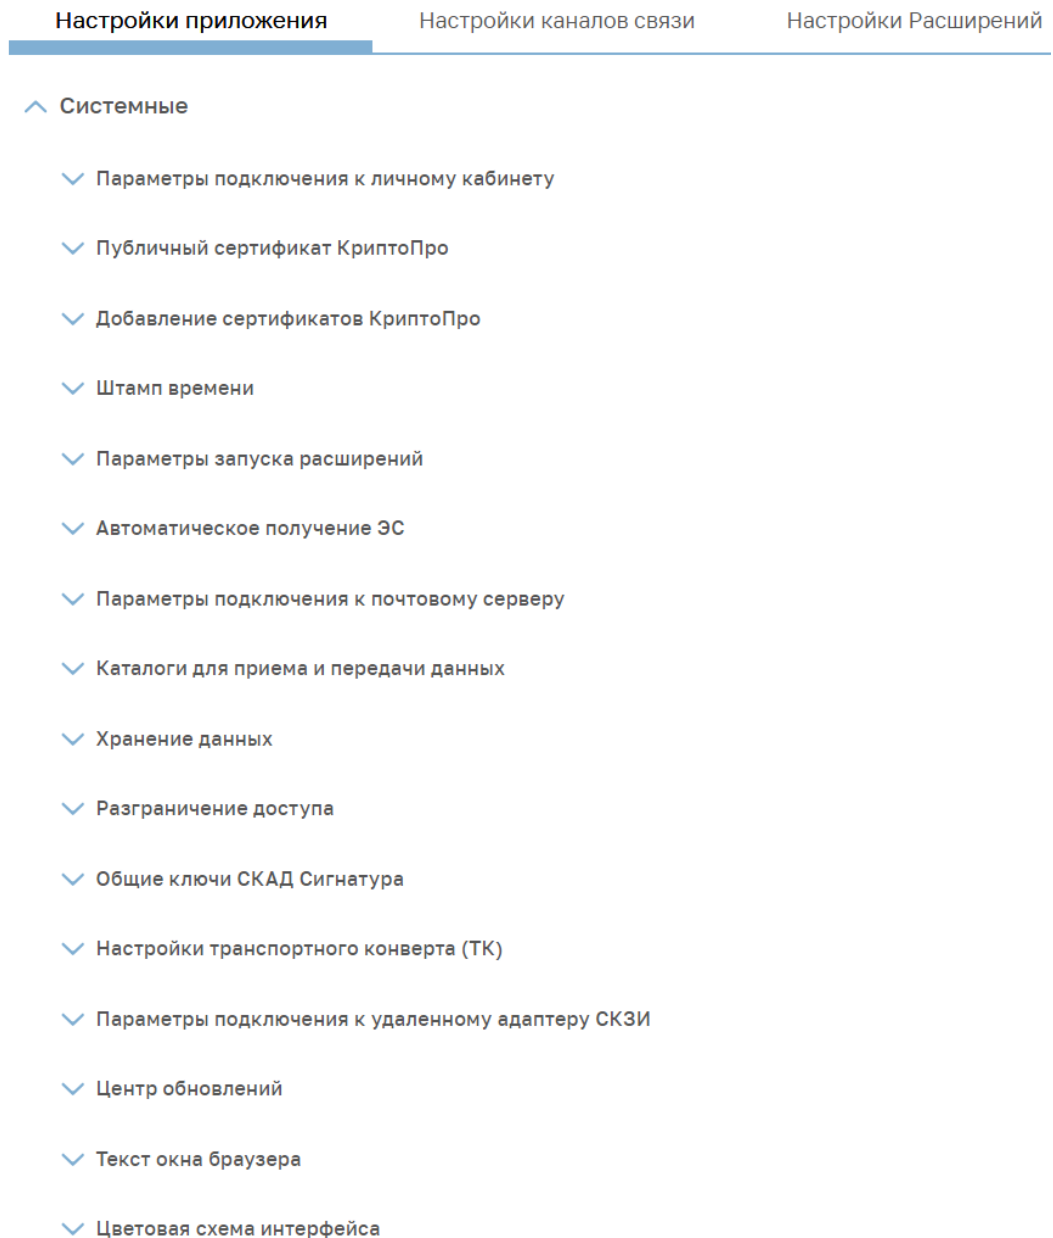 Настройки приложения Настройки каналов связи Настройки Расширений
Системные
Параметры подключения к личному кабинету
Публичный сертификат КриптоПро
Добавление сертификатов КриптоПро
Штамп времени
Параметры запуска расширений
Автоматическое получение ЭС
Параметры подключения к почтовому серверу
Каталоги для приема и передачи данных
Хранение данных
Разграничение доступа
Общие ключи СКАД Сигнатура
Настройки транспортного конверта (ТК)
Параметры подключения к удаленному адаптеру СКЗИ
Центр обновлений
Текст окна браузера
Цветовая схема интерфейса